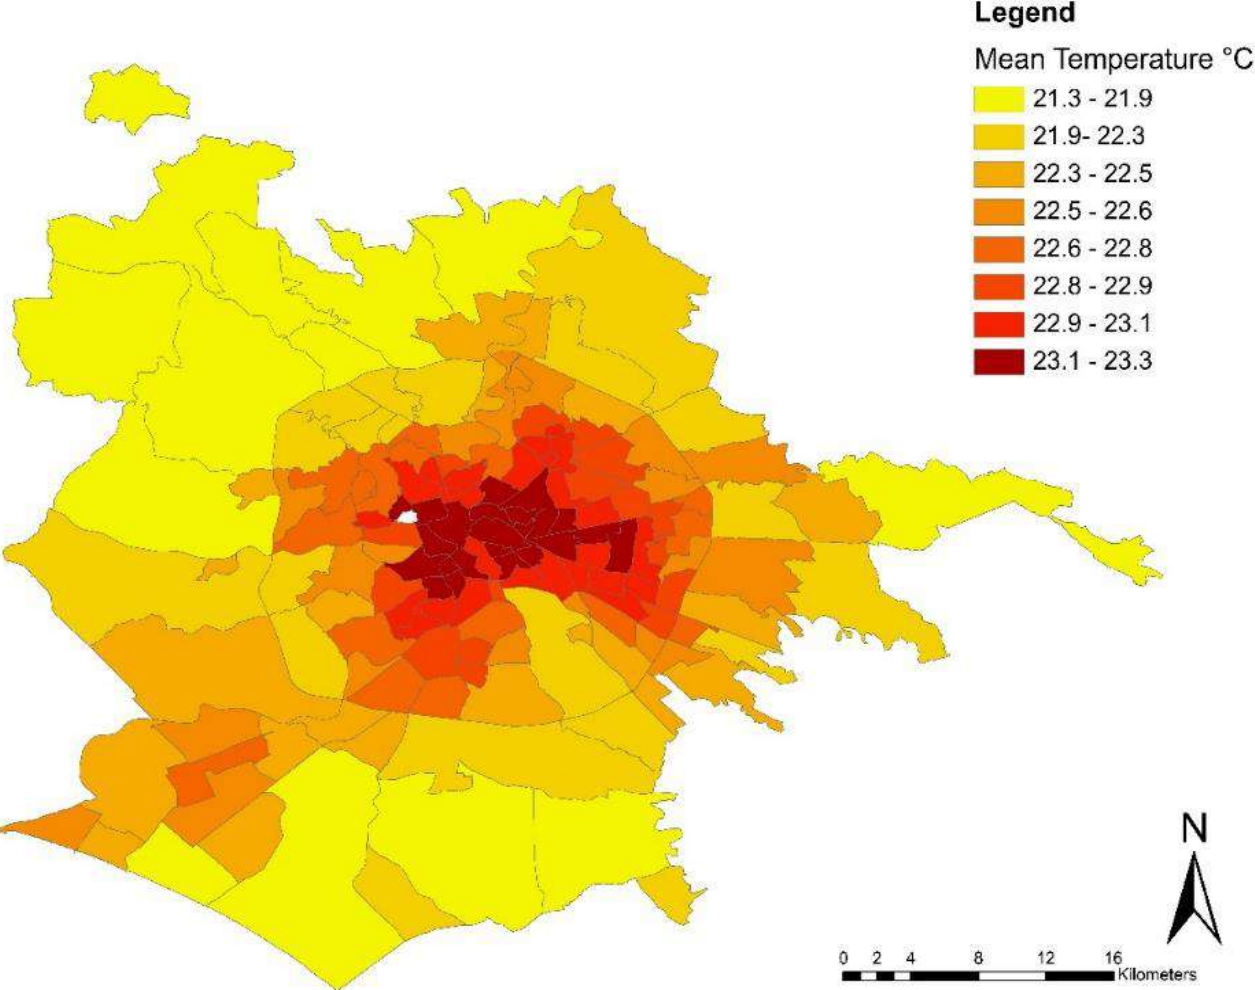 Legend
Mean Temperature °C
21.3 - 21.9
21.9- 22.3
22.3 - 22.5
22.5 - 22.6
22.6 - 22.8
22.8 - 22.9
22.9 - 23.1
23.1 - 23.3
N
0 2 4 8 12 16
Kilometers